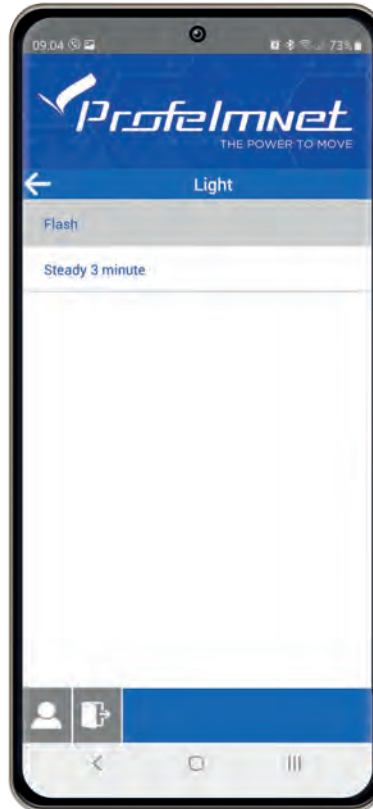 09.04 73%
Profelmnet
THE POWER TO MOVE
Light
Flash
Steady 3 minute